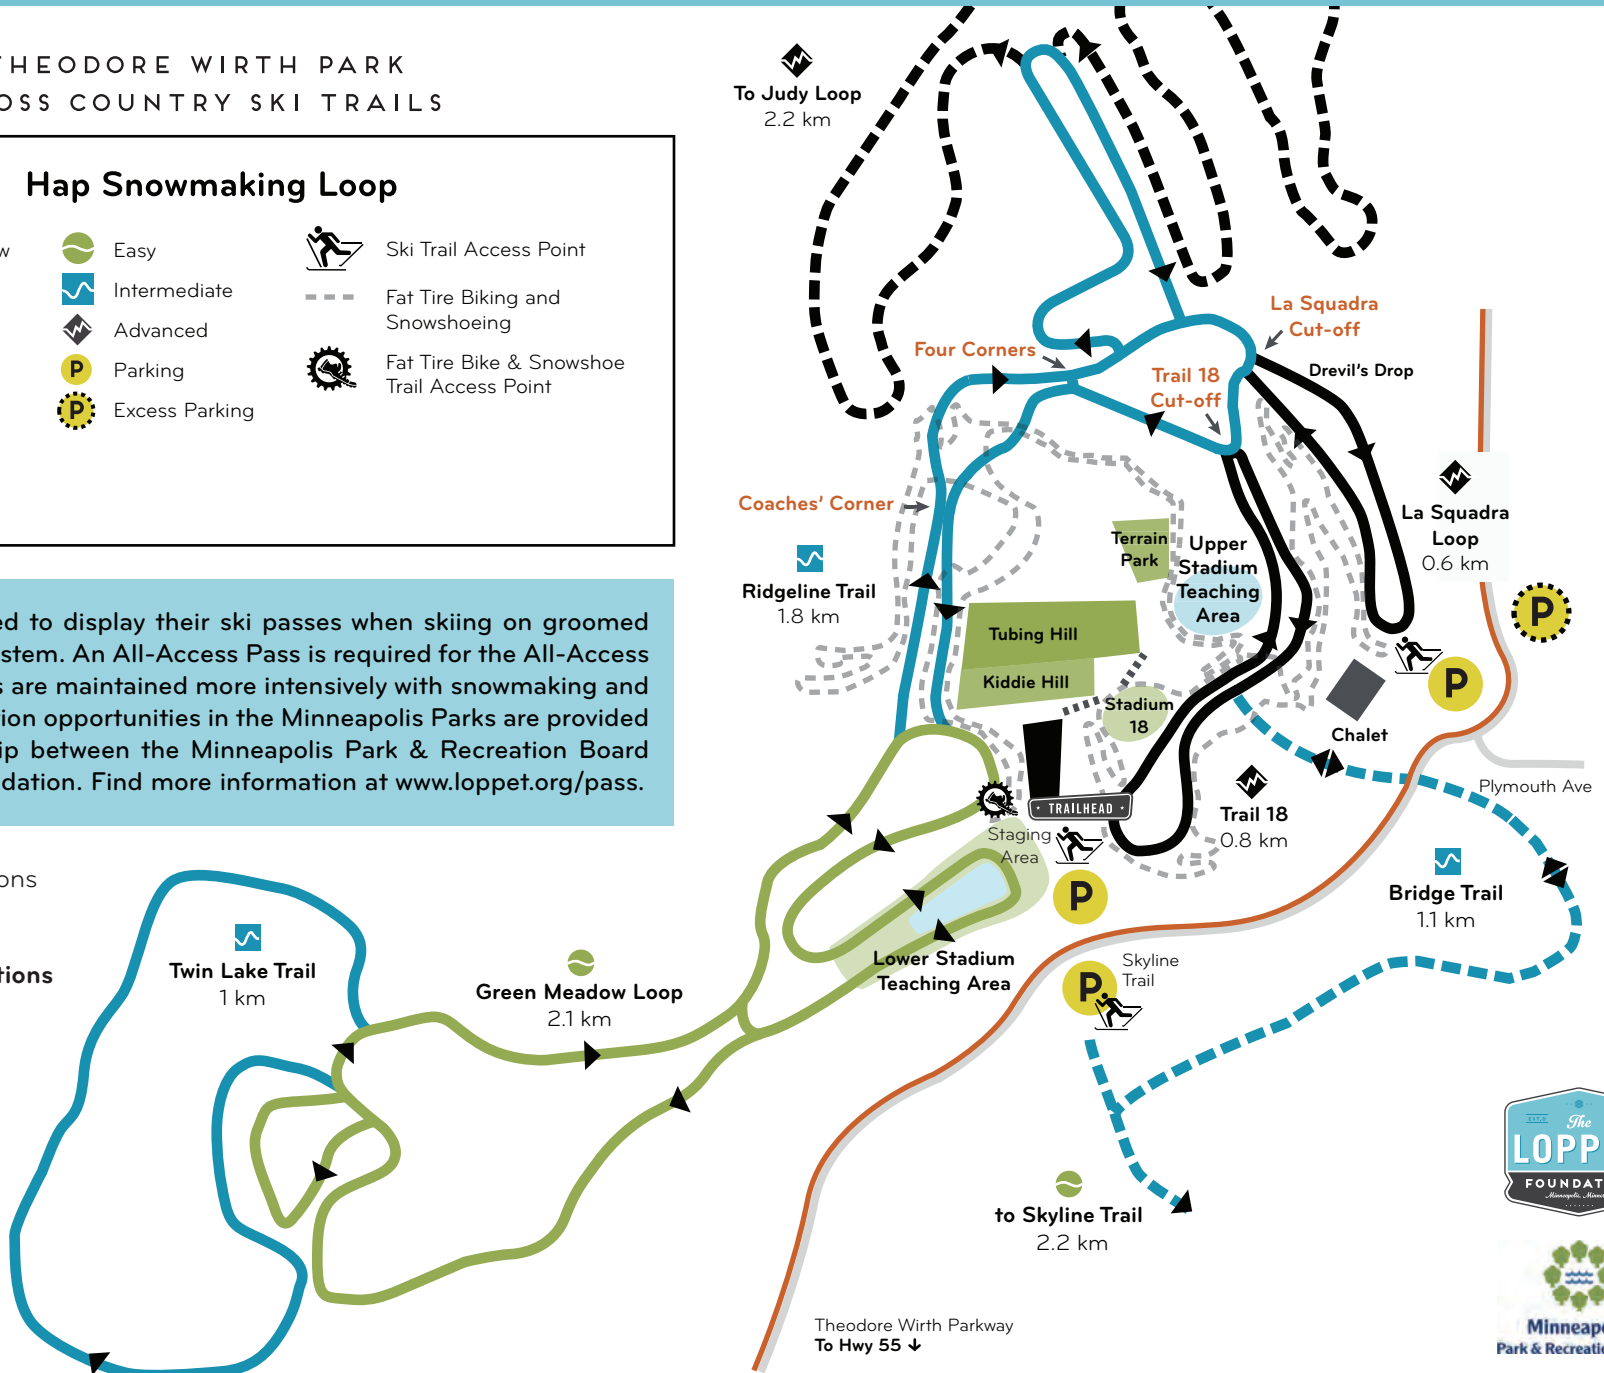 THEODORE WIRTH PARK
OSS COUNTRY SKI TRAILS
Hap Snowmaking Loop
w
Easy
Intermediate
Advanced
P Parking
P Excess Parking
Ski Trail Access Point
Fat Tire Biking and
Snowshoeing
Fat Tire Bike & Snowshoe
Trail Access Point
ed to display their ski passes when skiing on groomed
stem. An All-Access Pass is required for the All-Access
s are maintained more intensively with snowmaking and
tion opportunities in the Minneapolis Parks are provided
ip between the Minneapolis Park & Recreation Board
dation. Find more information at www.loppet.org/pass.
ons
tions
To Judy Loop
2.2 km
La Squadra
Cut-off
Four Corners
Drevil's Drop
Trail 18
Cut-off
Coaches' Corner
La Squadra
Loop
0.6 km
Terrain
Park
Upper
Stadium
Teaching
Area
Ridgeline Trail
1.8 km
P
Tubing Hill
Kiddie Hill
P
Stadium
18
Chalet
Plymouth Ave
TRAILHEAD
Trail 18
0.8 km
Staging
Area
P
Bridge Trail
1.1 km
Lower Stadium
Teaching Area
Skyline
Trail
P
Twin Lake Trail
1 km
Green Meadow Loop
2.1 km
to Skyline Trail
2.2 km
The
LOPP
FOUNDAT
Theodore Wirth Parkway
To Hwy 55 ↓
Minneap
Park & Recreati